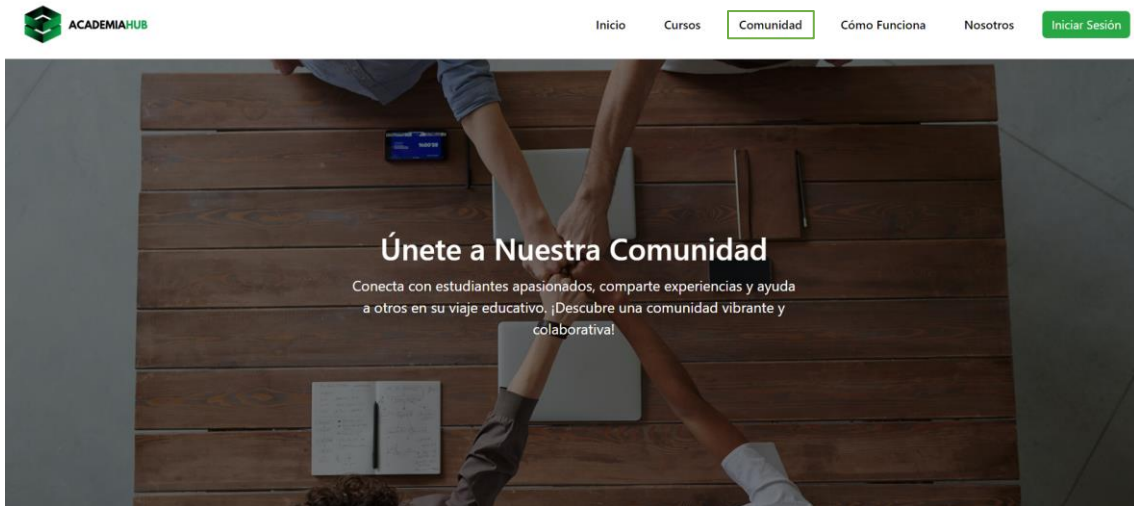 ACADEMIAHUB
Inicio Cursos Comunidad Cómo Funciona Nosotros Iniciar Sesión
Únete a Nuestra Comunidad
Conecta con estudiantes apasionados, comparte experiencias y ayuda
a otros en su viaje educativo. ¡Descubre una comunidad vibrante y
colaborativa!